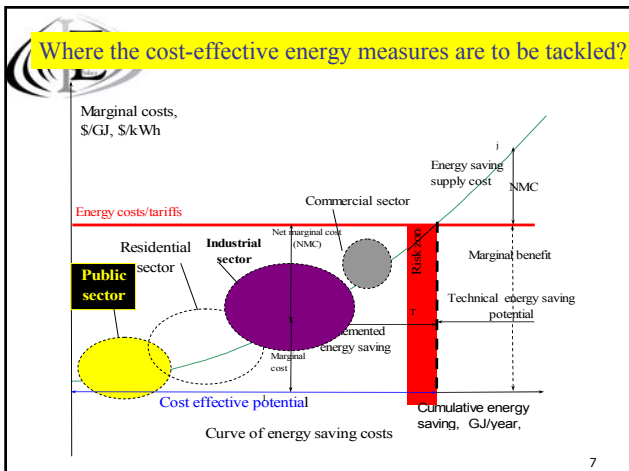 Where the cost-effective energy measures are to be tackled?
Marginal costs,
$/GJ, $/kWh
j
Energy saving
supply cost
NMC
Commercial sector
Energy costs/tariffs
Net marginal cost
(NMC)
Industrial
sector
Residential
sector
Risk zon
Marginal benefit
Public
sector
Technical energy saving
potential
I
emented
energy saving
Marginal
cost
Cost effective potential
Cumulative energy
saving, GJ/year,
Curve of energy saving costs
7